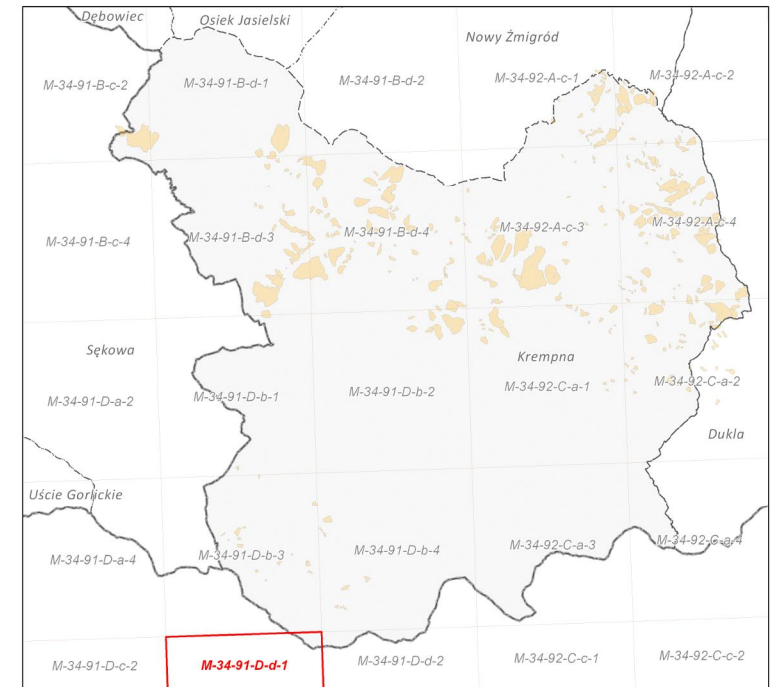 Dębowiec
Osiek Jasielski
Nowy Żmigród
M-34-91-B-c-2
M-34-91-B-d-1
M-34-91-B-d-2
M-34-92-A-c-1
M-34-92-A-c-2
M-34-91-B-c-4
M-34-91-B-d-3
M-34-91-B-d-4
M-34-92-A-c-3
M-34-92-A-c-4
Sękowa
Krempna
M-34-91-D-a-2
M-34-91-D-b-1
M-34-91-D-b-2
M-34-92-C-a-1
M-34-92-C-a-2
Dukla
Uście Gorlickie
M-34-91-D-a-4
M-34-91-D-b-3
M-34-91-D-b-4
M-34-92-C-a-3
M-34-92-C-a-4
M-34-91-D-c-2
M-34-91-D-d-1
M-34-91-D-d-2
M-34-92-C-c-1
M-34-92-C-c-2